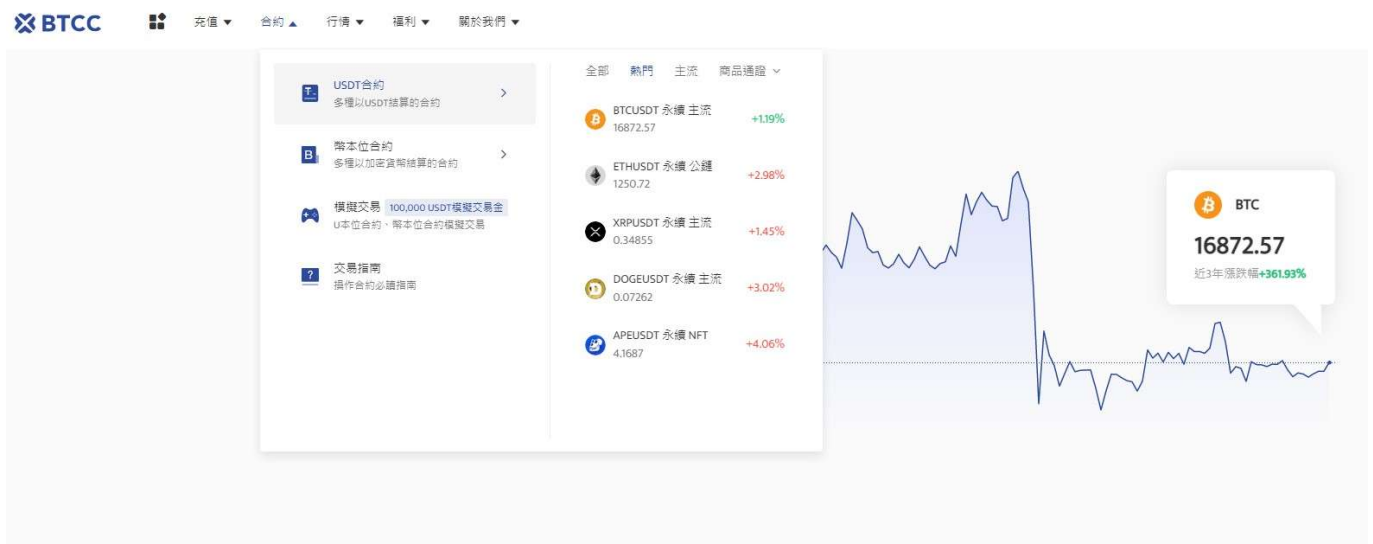 BTCC
充值 ▼
合約 ▲
行情 ▼
福利 ▼
關於我們 ▼
USDT合約
多種以USDT結算的合約
幣本位合約
多種以加密貨幣結算的合約
模擬交易 100,000 USDT模擬交易金
U本位合約、幣本位合約模擬交易
交易指南
操作合約必讀指南
全部 熱門 主流 商品通證
BTCUSDT 永續 主流
16872.57
+1.19%
ETHUSDT 永續 公鏈
1250.72
+2.98%
XRPUSDT 永續 主流
0.34855
+1.45%
DOGEUSDT 永續 主流
0.07262
+3.02%
APEUSDT 永續 NFT
4.1687
+4.06%
BTC
16872.57
近3年漲跌幅+361.93%